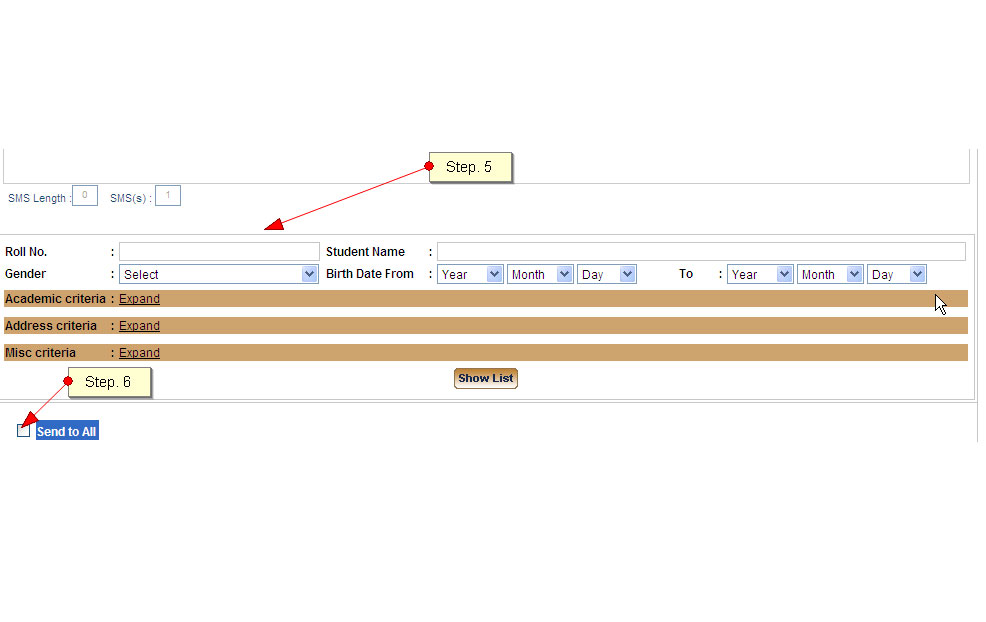 Step. 5
SMS Length : 0 SMS(s) : 1
Roll No. : Student Name :
Gender : Select Birth Date From : Year Month Day To : Year Month Day
Academic criteria : Expand
Address criteria : Expand
Misc criteria : Expand
Show List
Step. 6
Send to All